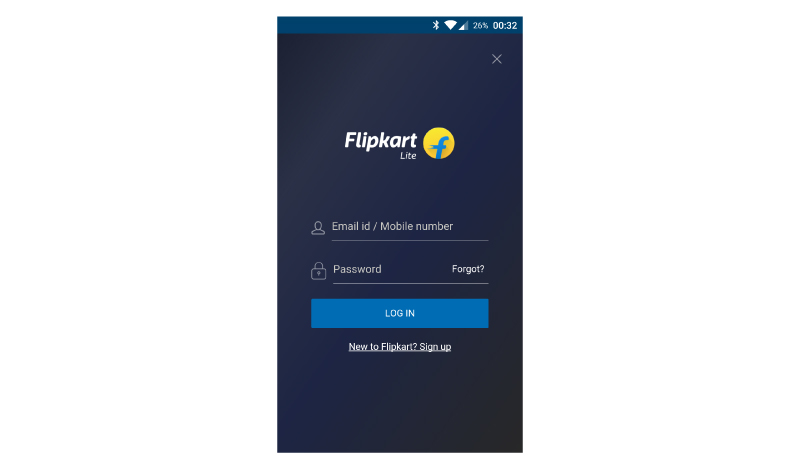 26% 00:32
Flipkart
Lite
Email id / Mobile number
Password Forgot?
LOG IN
New to Flipkart? Sign up